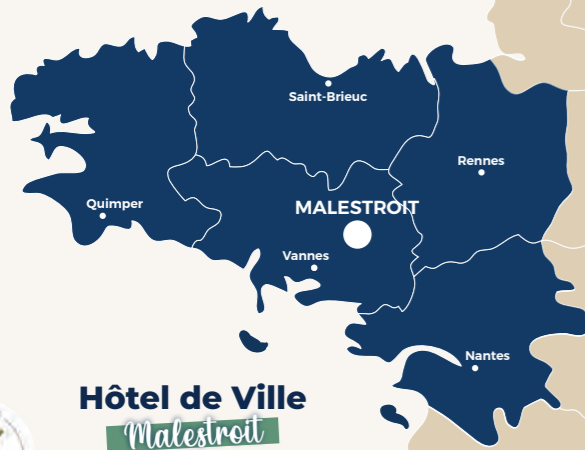 Saint-Brieuc
Rennes
Quimper
MALESTROIT
Vannes
Nantes
Hôtel de Ville
Malestroit